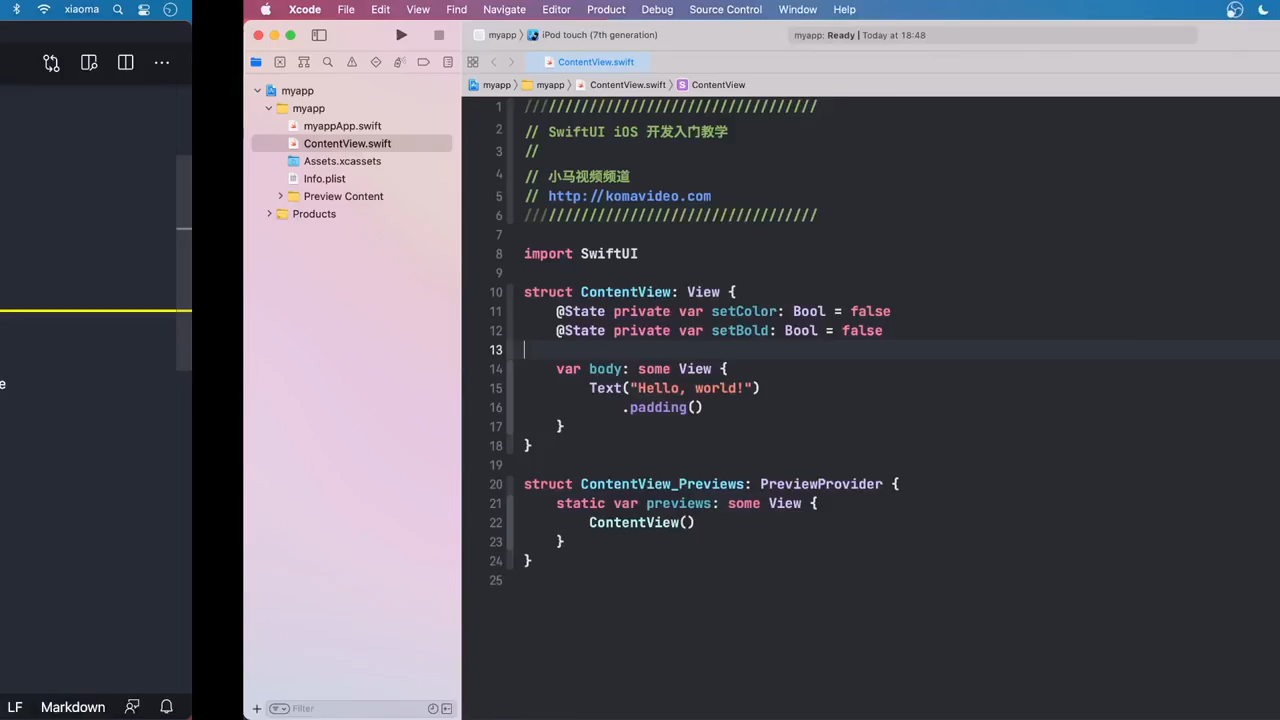 xiaoma
Xcode File Edit View Find Navigate Editor Product Debug Source Control Window Help
myapp iPod touch (7th generation)
myapp: Ready | Today at 18:48
ContentView.swift
myapp myapp ContentView.swift S ContentView
myapp
myapp
myappApp.swift
ContentView.swift
Assets.xcassets
Info.plist
Preview Content
Products
Filter
e
LF Markdown
1 ////////////////////////////////////
2 // SwiftUI iOS 开发入门教学
3 //
4 // 小马视频频道
5 // http://komavideo.com
6 ////////////////////////////////////
7
8 import SwiftUI
9
10 struct ContentView: View {
11 @State private var setColor: Bool = false
12 @State private var setBold: Bool = false
13
14 var body: some View {
15 Text("Hello, world!")
16 .padding()
17 }
18 }
19
20 struct ContentView_Previews: PreviewProvider {
21 static var previews: some View {
22 ContentView()
23 }
24 }
25